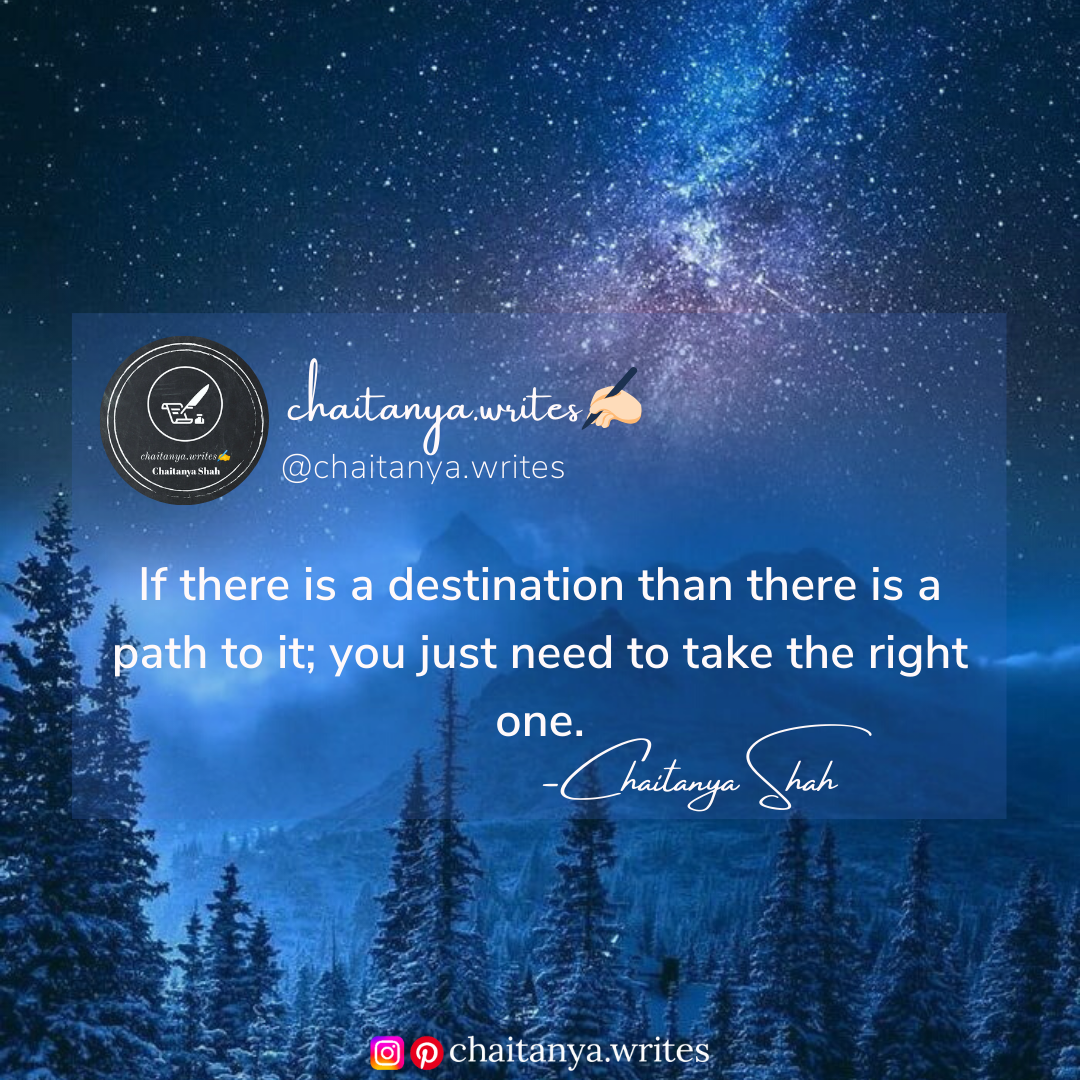 chaitanya.writes✍🏻
@chaitanya.writes
chaitanya.writes✍
Chaitanya Shah
If there is a destination than there is a
path to it; you just need to take the right
one.
-Chaitanya Shah
chaitanya.writes